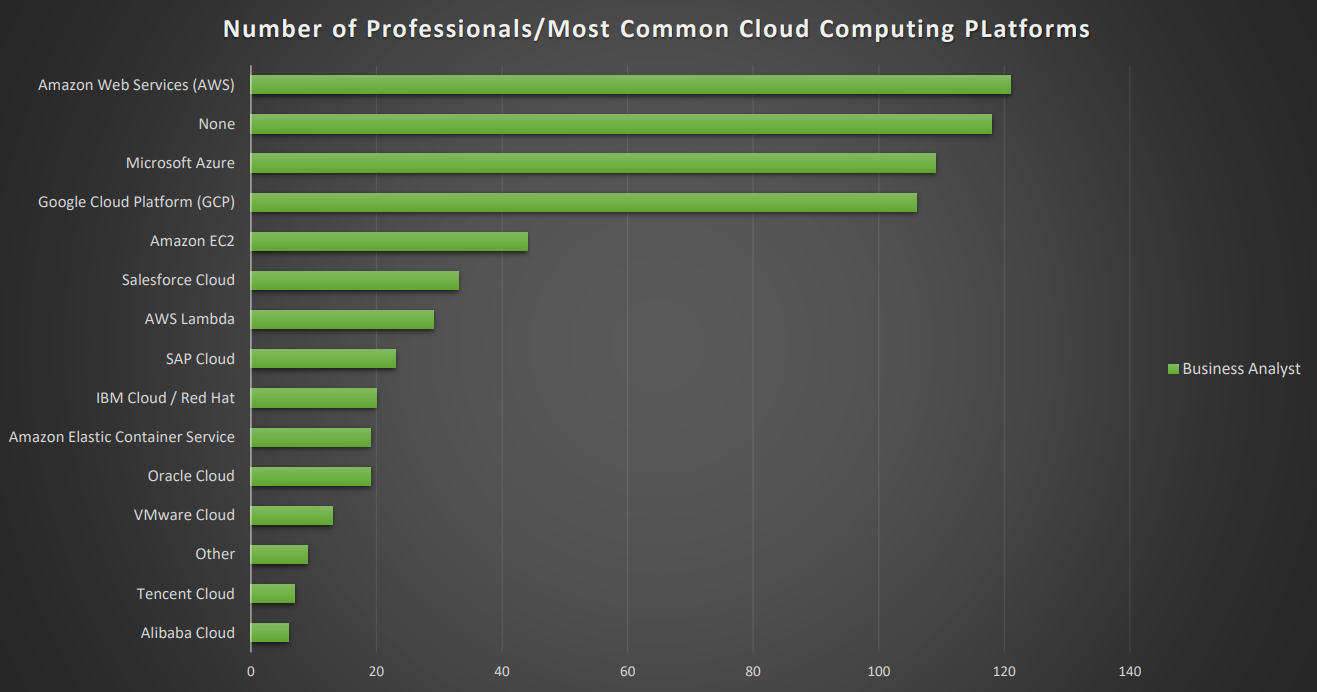 Number of Professionals/Most Common Cloud Computing PLatforms
Amazon Web Services (AWS)
None
Microsoft Azure
Google Cloud Platform (GCP)
Amazon EC2
Salesforce Cloud
AWS Lambda
SAP Cloud
IBM Cloud / Red Hat
Amazon Elastic Container Service
Oracle Cloud
VMware Cloud
Other
Tencent Cloud
Alibaba Cloud
0 20 40 60 80 100 120 140
Business Analyst